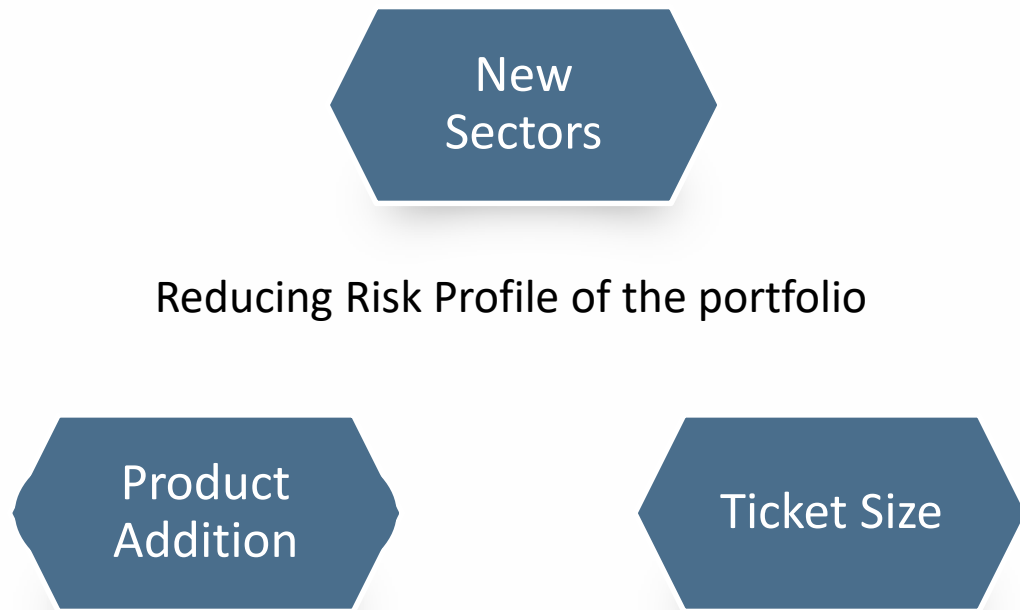 New
Sectors
Reducing Risk Profile of the portfolio
Product
Addition
Ticket Size